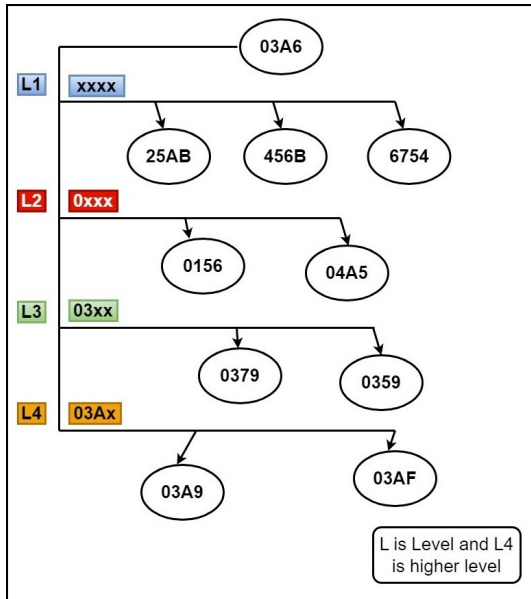 03A6
L1 xxxx
25AB 456B 6754
L2 0xxx
0156 04A5
L3 03xx
0379 0359
L4 03Ax
03A9 03AF
L is Level and L4
is higher level